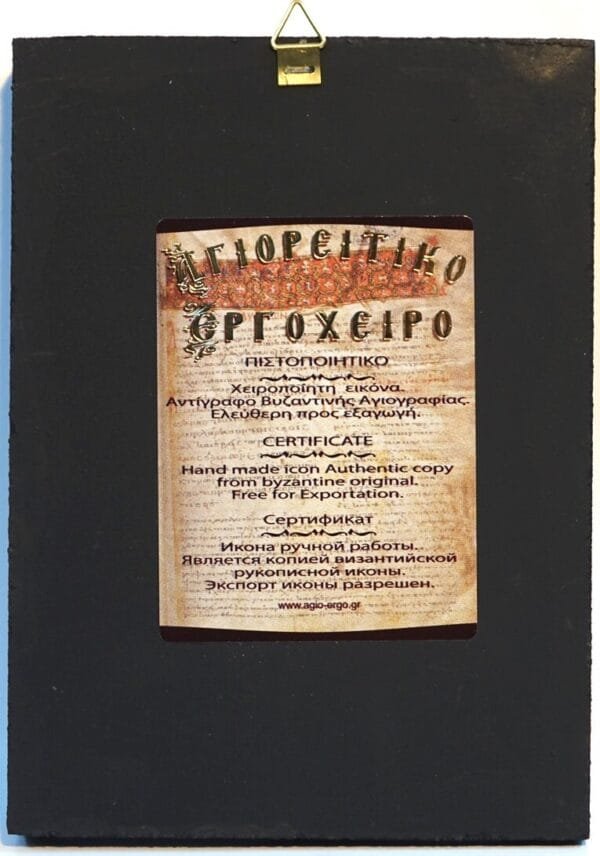 ΑΓΙΟΡΕΙΤΙΚΟ
ΕΡΓΟΧΕΙΡΟ
ΠΙΣΤΟΠΟΙΗΤΙΚΟ
Χειροποίητη εικόνα.
Αντίγραφο Βυζαντινής Αγιογραφίας.
Ελεύθερη προς εξαγωγή.
CERTIFICATE
Hand made icon Authentic copy
from byzantine original.
Free for Exportation.
Сертификат
Икона ручной работы.
Является копией византийской
рукописной иконы.
Экспорт иконы разрешен.
www.agio-ergo.gr